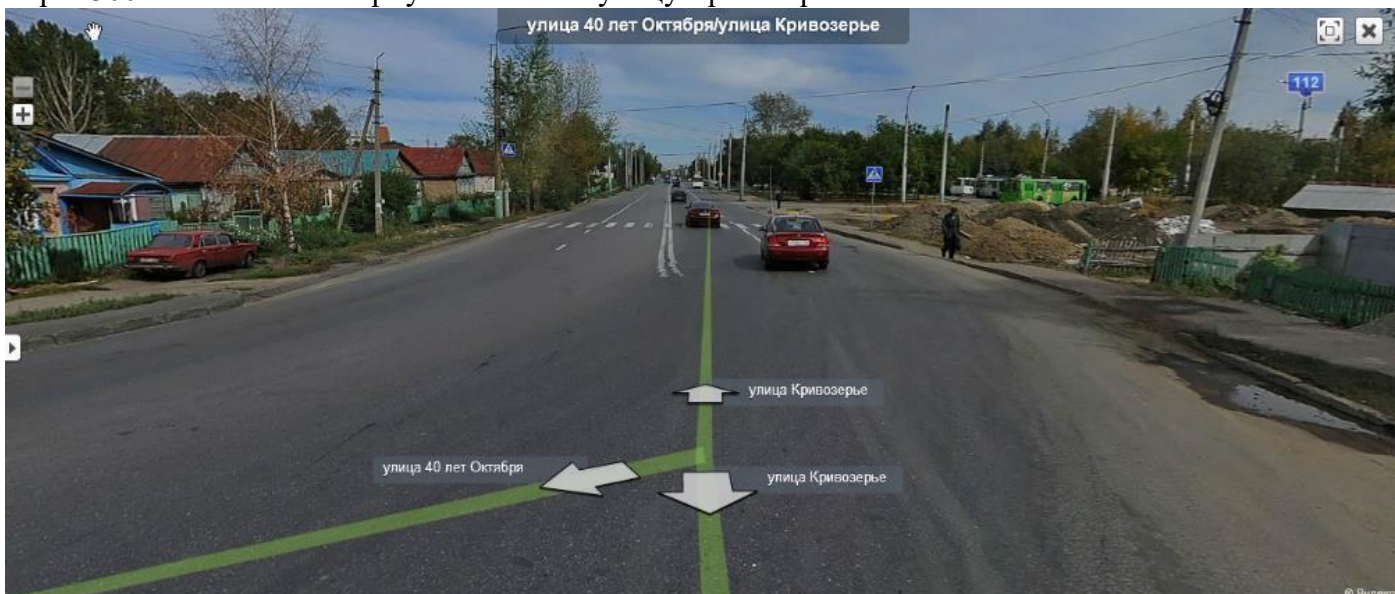 улица 40 лет Октября/улица Кривозерье
112
улица Кривозерье
улица 40 лет Октября
улица Кривозерье